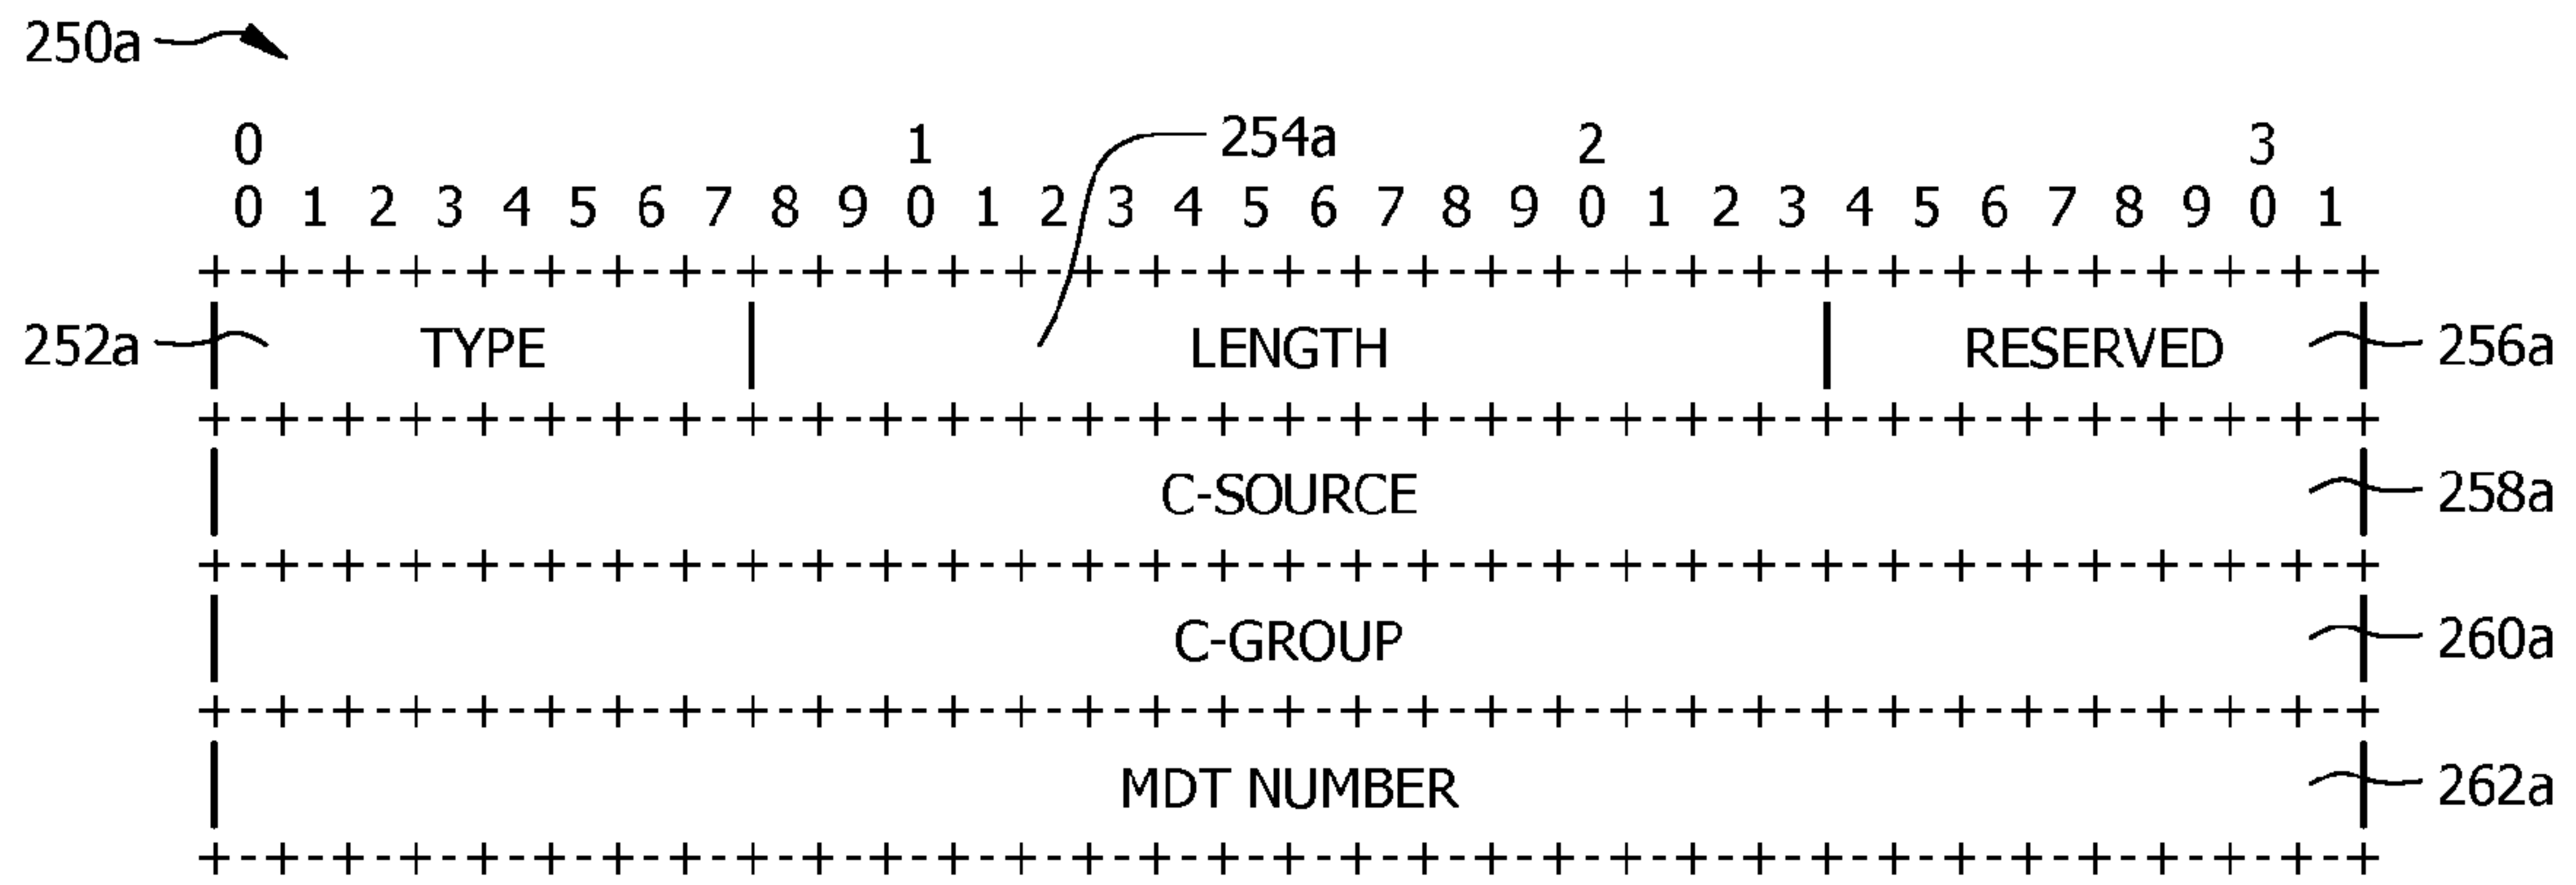 250a
0 1 254a 2 3
0 1 2 3 4 5 6 7 8 9 0 1 2 3 4 5 6 7 8 9 0 1 2 3 4 5 6 7 8 9 0 1
252a TYPE LENGTH RESERVED 256a
C-SOURCE 258a
C-GROUP 260a
MDT NUMBER 262a